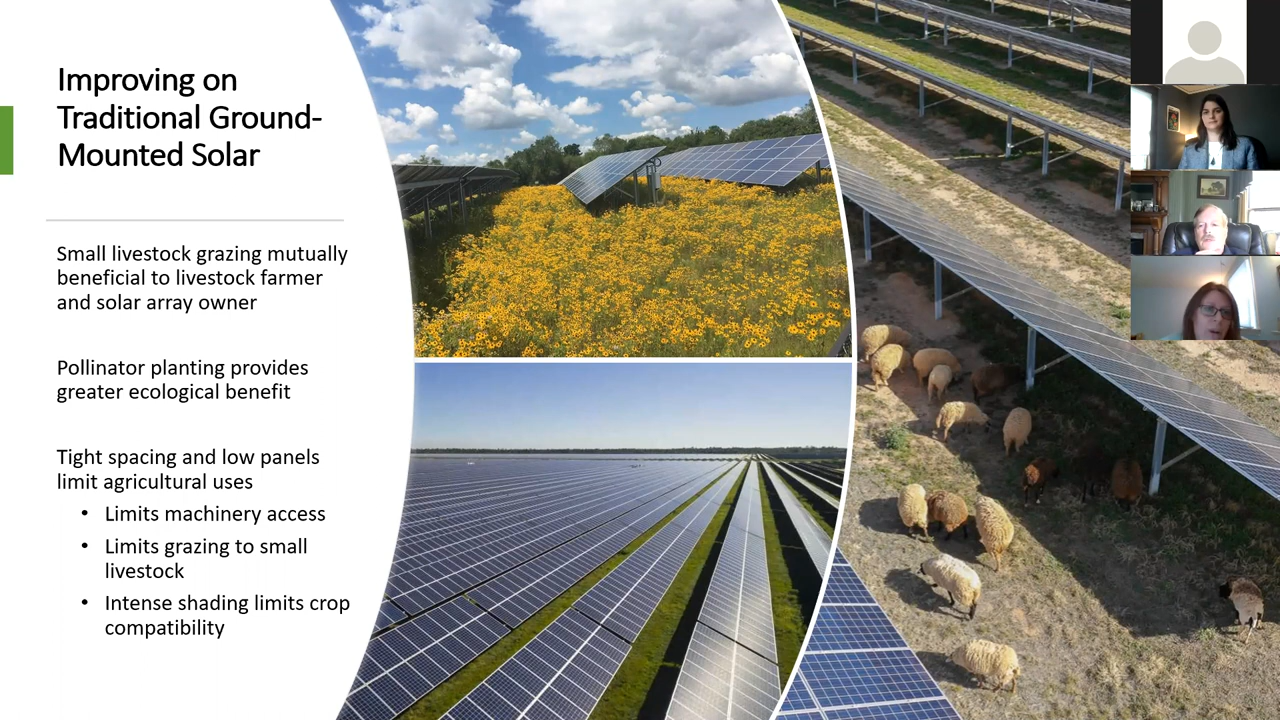 Improving on
Traditional Ground-
Mounted Solar
Small livestock grazing mutually
beneficial to livestock farmer
and solar array owner
Pollinator planting provides
greater ecological benefit
Tight spacing and low panels
limit agricultural uses
• Limits machinery access
• Limits grazing to small
livestock
• Intense shading limits crop
compatibility